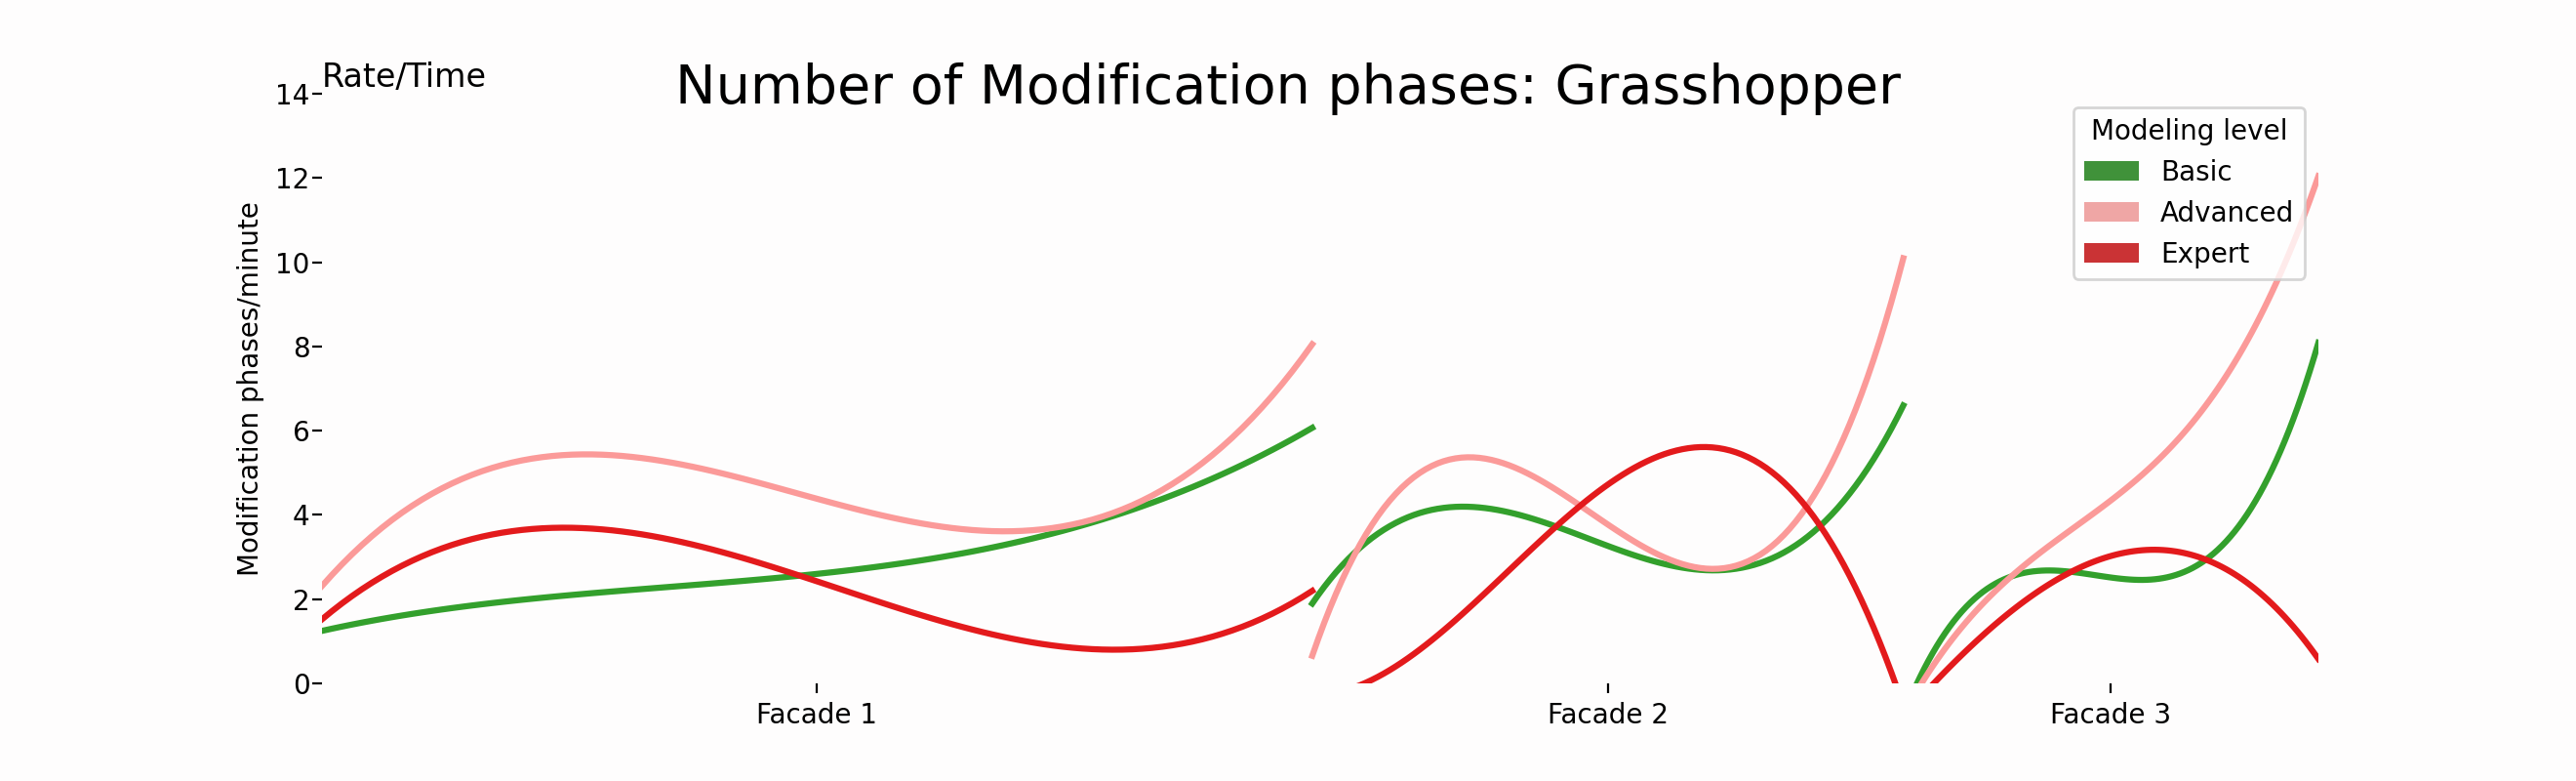 Rate/Time
Number of Modification phases: Grasshopper
Modification phases/minute
14
12
10
8
6
4
2
0
Modeling level
Basic
Advanced
Expert
Facade 1
Facade 2
Facade 3